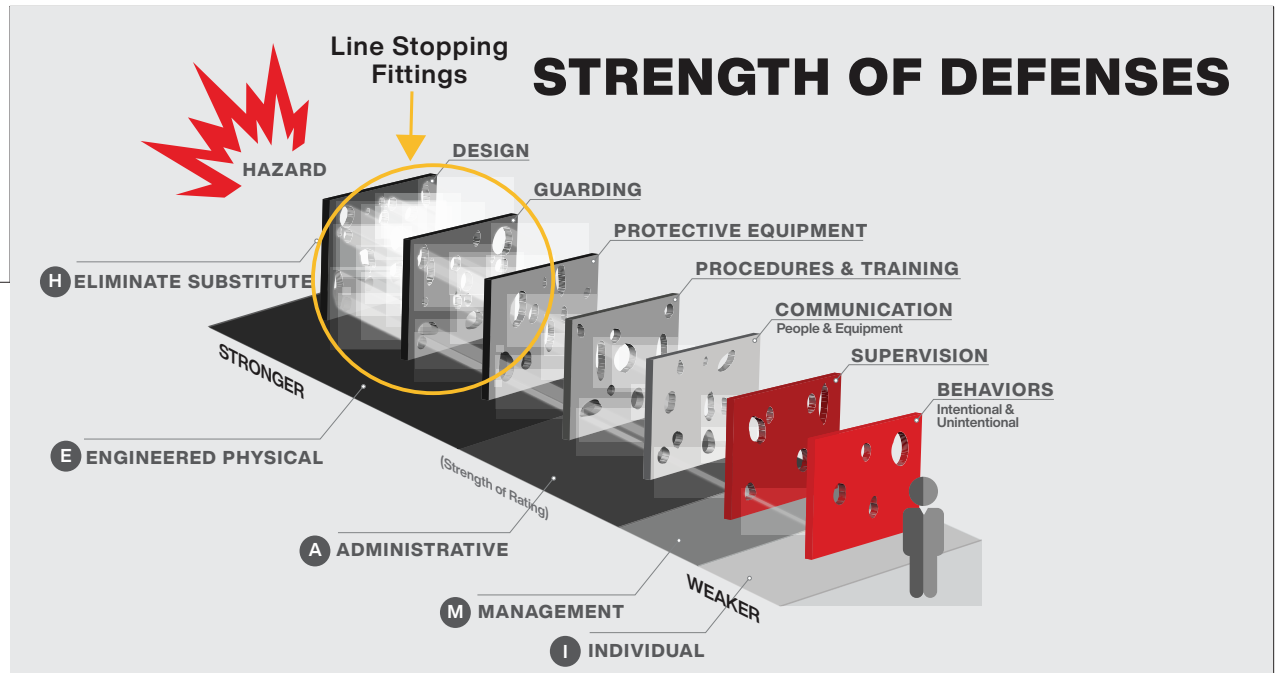 Line Stopping
Fittings
STRENGTH OF DEFENSES
HAZARD
DESIGN
GUARDING
PROTECTIVE EQUIPMENT
PROCEDURES & TRAINING
COMMUNICATION
People & Equipment
SUPERVISION
BEHAVIORS
Intentional &
Unintentional
H ELIMINATE SUBSTITUTE
STRONGER
E ENGINEERED PHYSICAL
(Strength of Rating)
A ADMINISTRATIVE
M MANAGEMENT
WEAKER
I INDIVIDUAL